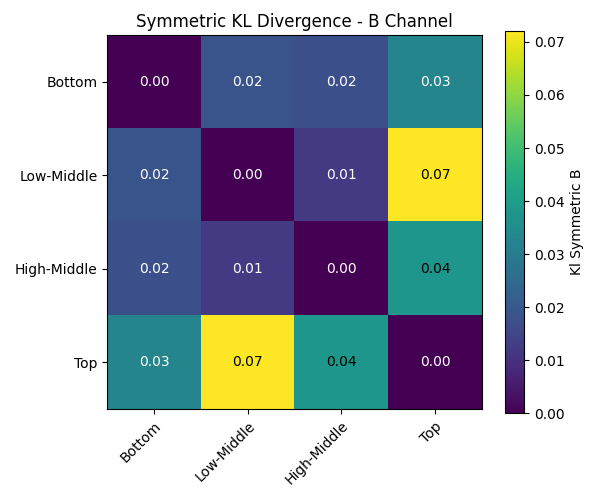 Symmetric KL Divergence - B Channel
Bottom 0.00 0.02 0.02 0.03
Low-Middle 0.02 0.00 0.01 0.07
High-Middle 0.02 0.01 0.00 0.04
Top 0.03 0.07 0.04 0.00
Bottom Low-Middle High-Middle Top
0.07
0.06
0.05
0.04
0.03
0.02
0.01
0.00
Kl Symmetric B